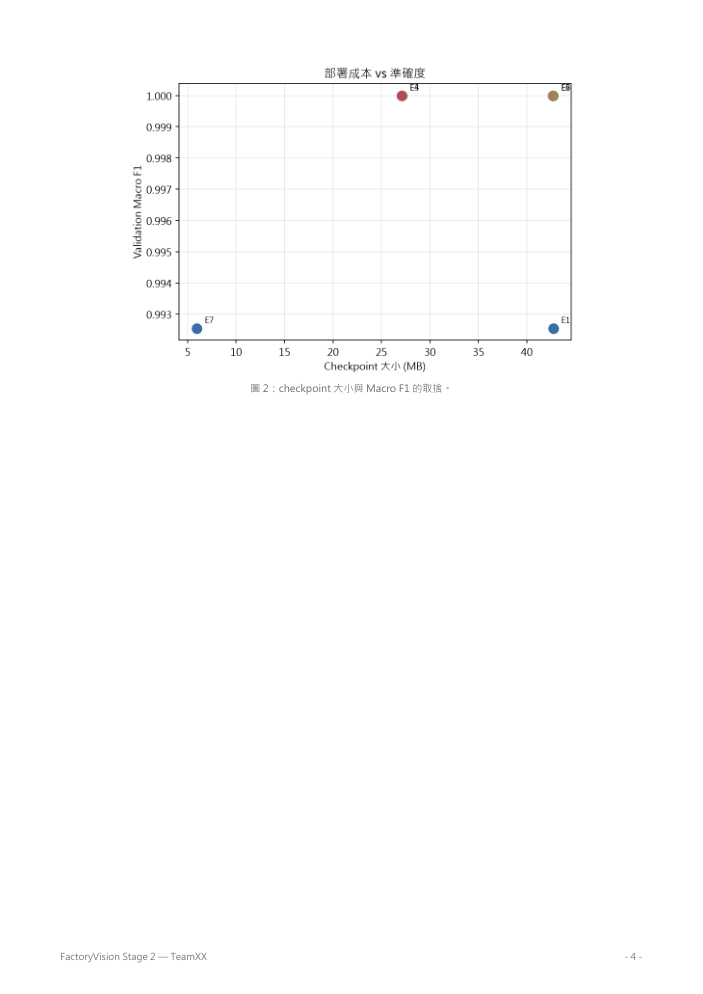 部署成本 vs 準確度
Validation Macro F1
1.000
0.999
0.998
0.997
0.996
0.995
0.994
0.993
E7
E1
5 10 15 20 25 30 35 40
Checkpoint 大小 (MB)
圖 2：checkpoint 大小與 Macro F1 的取捨。
FactoryVision Stage 2 — TeamXX
- 4 -